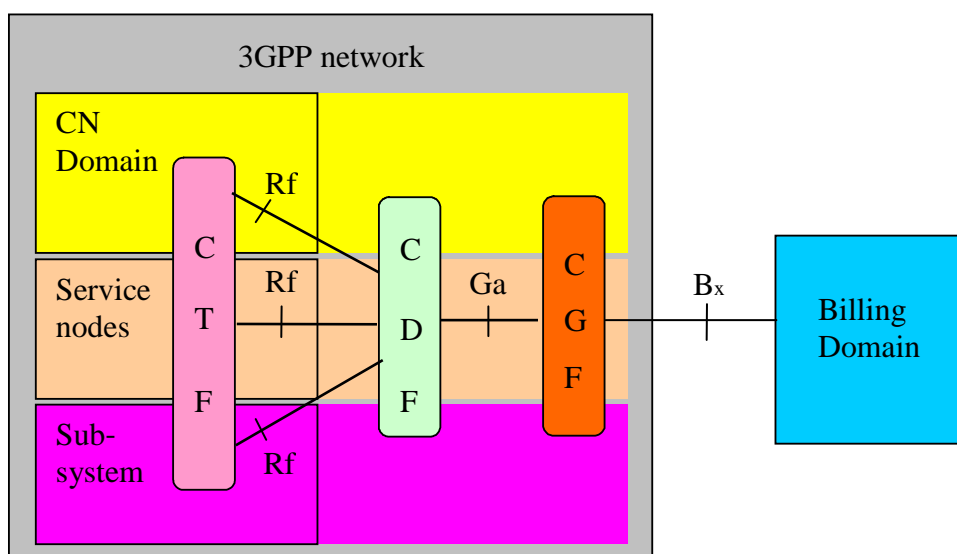 3GPP network
CN
Domain
Rf
C
T
F
Service
nodes
Rf
Sub-
system
Rf
C
D
F
Ga
C
G
F
Bx
Billing
Domain